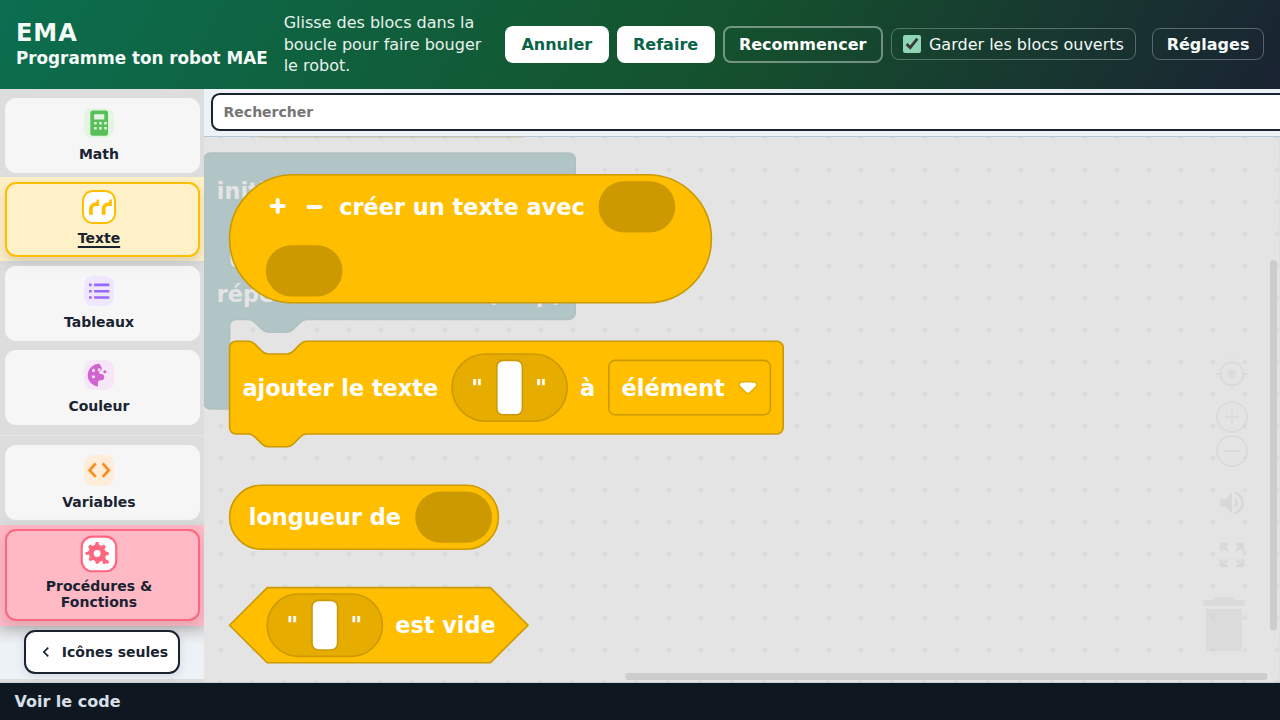 EMA
Programme ton robot MAE
Glisse des blocs dans la
boucle pour faire bouger
le robot.
Annuler
Refaire
Recommencer
Garder les blocs ouverts
Réglages
Math
Texte
Tableaux
Couleur
Variables
Procédures &
Fonctions
Icônes seules
Rechercher
+ − créer un texte avec
ajouter le texte " " à élément
longueur de
" " est vide
Voir le code